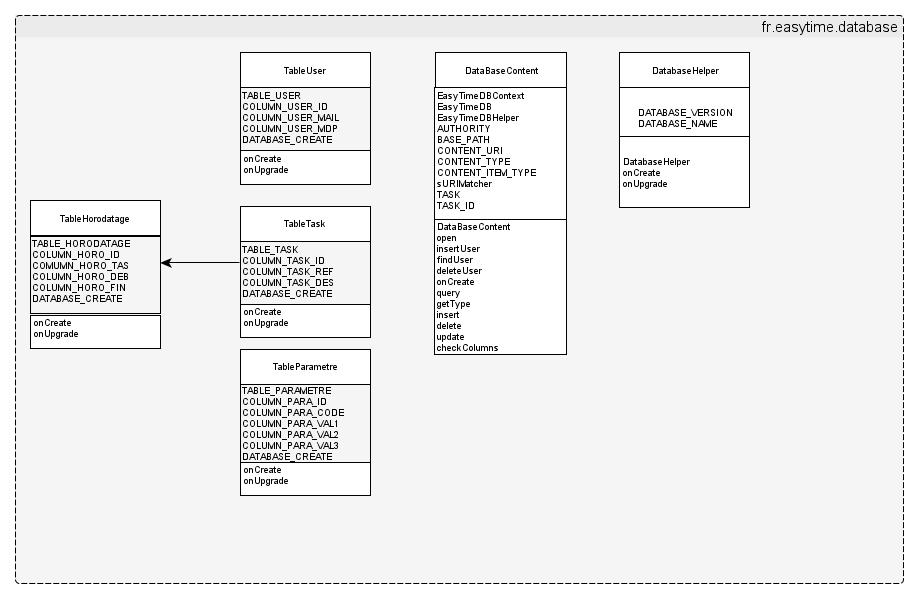 fr.easytime.database
TableUser
TABLE_USER
COLUMN_USER_ID
COLUMN_USER_MAIL
COLUMN_USER_MDP
DATABASE_CREATE
onCreate
onUpgrade
DataBaseContent
EasyTimeDBContext
EasyTimeDB
EasyTimeDBHelper
AUTHORITY
BASE_PATH
CONTENT_URI
CONTENT_TYPE
CONTENT_ITEM_TYPE
sURIMatcher
TASK
TASK_ID
DataBaseContent
open
insertUser
findUser
deleteUser
onCreate
query
getType
insert
delete
update
checkColumns
DatabaseHelper
DATABASE_VERSION
DATABASE_NAME
DatabaseHelper
onCreate
onUpgrade
TableHorodatage
TABLE_HORODATAGE
COLUMN_HORO_ID
COMUMN_HORO_TAS
COLUMN_HORO_DEB
COLUMN_HORO_FIN
DATABASE_CREATE
onCreate
onUpgrade
TableTask
TABLE_TASK
COLUMN_TASK_ID
COLUMN_TASK_REF
COLUMN_TASK_DES
DATABASE_CREATE
onCreate
onUpgrade
TableParametre
TABLE_PARAMETRE
COLUMN_PARA_ID
COLUMN_PARA_CODE
COLUMN_PARA_VAL1
COLUMN_PARA_VAL2
COLUMN_PARA_VAL3
DATABASE_CREATE
onCreate
onUpgrade